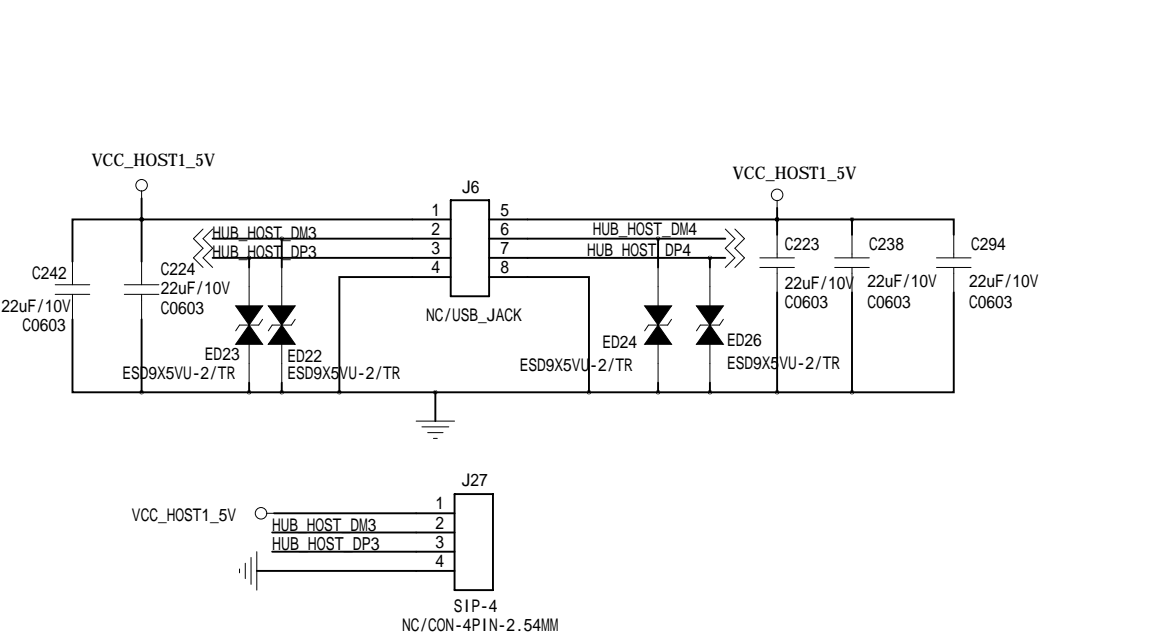 VCC_HOST1_5V
VCC_HOST1_5V
J6
1
5
2
6
3
7
4
8
HUB_HOST_DM3
HUB_HOST_DP3
HUB_HOST_DM4
HUB_HOST_DP4
NC/USB_JACK
C242
22uF/10V
C0603
C224
22uF/10V
C0603
C223
22uF/10V
C0603
C238
22uF/10V
C0603
C294
22uF/10V
C0603
ED23
ESD9X5VU-2/TR
ED22
ESD9X5VU-2/TR
ED24
ESD9X5VU-2/TR
ED26
ESD9X5VU-2/TR
J27
VCC_HOST1_5V
1
HUB_HOST_DM3
2
HUB_HOST_DP3
3
4
SIP-4
NC/CON-4PIN-2.54MM